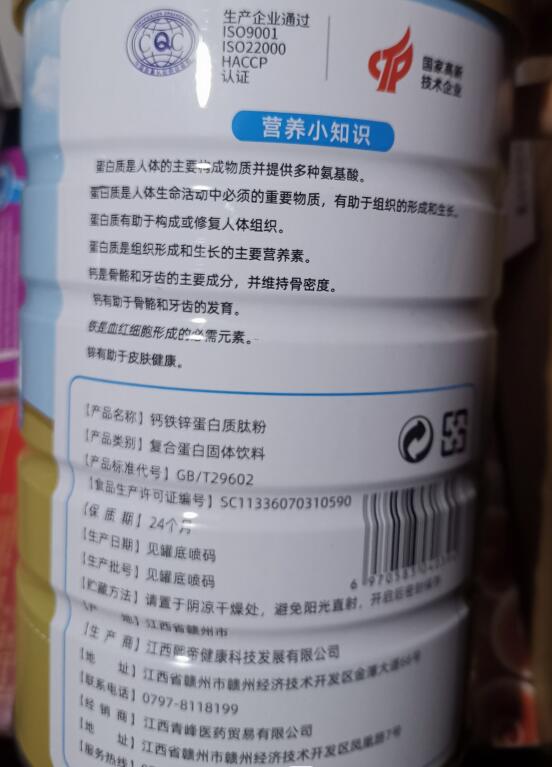 生产企业通过
ISO9001
ISO22000
HACCP
认证
国家高新
技术企业
营养小知识
蛋白质是人体的主要构成物质并提供多种氨基酸。
蛋白质是人体生命活动中必须的重要物质，有助于组织的形成和生长。
蛋白质有助于构成或修复人体组织。
蛋白质是组织形成和生长的主要营养素。
钙是骨骼和牙齿的主要成分，并维持骨密度。
钙有助于骨骼和牙齿的发育。
铁是血红细胞形成的必需元素。
锌有助于皮肤健康。
【产品名称】钙铁锌蛋白质肽粉
【产品类别】复合蛋白固体饮料
【产品标准代号】GB/T29602
【食品生产许可证编号】SC11336070310590
【保 质 期】24个月
【生产日期】见罐底喷码
【生产批号】见罐底喷码
【贮藏方法】请置于阴凉干燥处，避免阳光直射，开启后密封保存
江西省赣州市
【生 产 商】江西熙帝健康科技发展有限公司
【地 址】江西省赣州市赣州经济技术开发区金潭大道66号
【联系电话】0797-8118199
【经 销 商】江西青峰医药贸易有限公司
【地 址】江西省赣州市赣州经济技术开发区凤凰路7号
【服务热线】